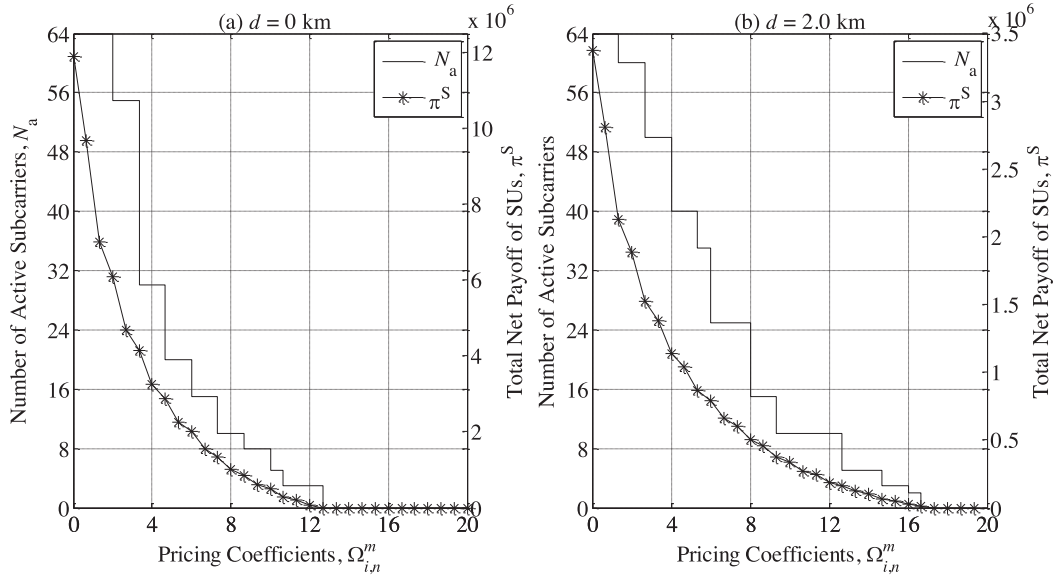 (a) d = 0 km
x 10^6
64
56
48
40
32
24
16
8
0
Number of Active Subcarriers, N_a
12
10
8
6
4
2
0
Total Net Payoff of SUs, π^S
N_a
π^S
0 4 8 12 16 20
Pricing Coefficients, Ω_{i,n}^m
(b) d = 2.0 km
x 10^6
64
56
48
40
32
24
16
8
0
Number of Active Subcarriers
3.5
3
2.5
2
1.5
1
0.5
0
Total Net Payoff of SUs, π^S
N_a
π^S
0 4 8 12 16 20
Pricing Coefficients, Ω_{i,n}^m